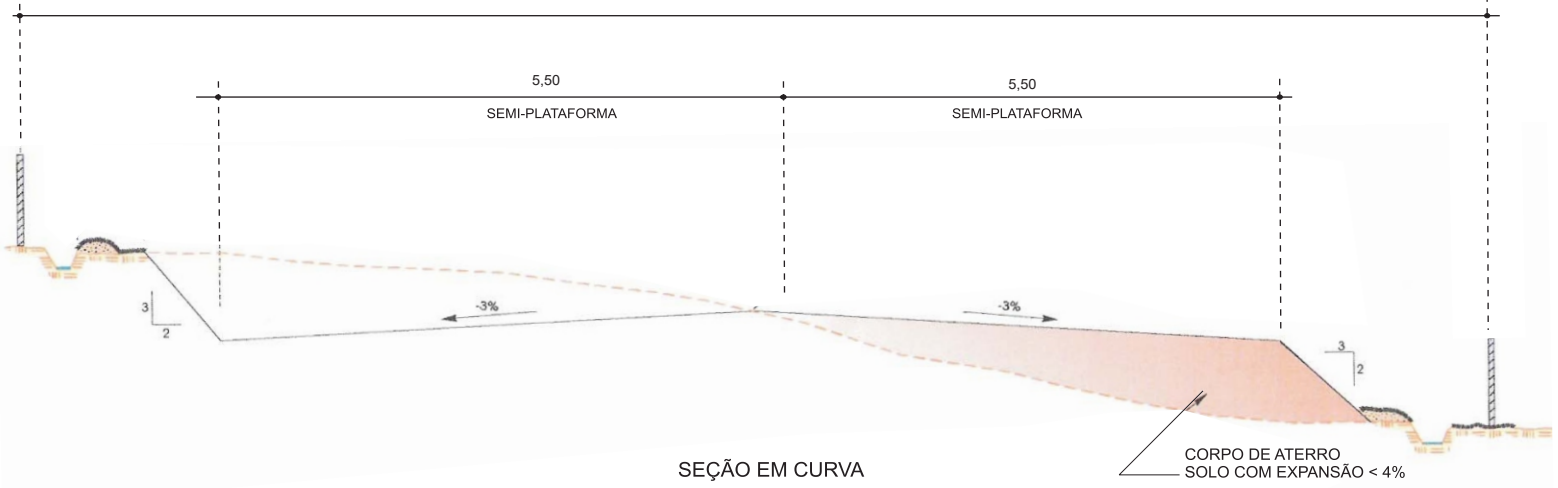 5,50
5,50
SEMI-PLATAFORMA
SEMI-PLATAFORMA
-3%
-3%
3
2
3
2
SEÇÃO EM CURVA
CORPO DE ATERRO
SOLO COM EXPANSÃO < 4%